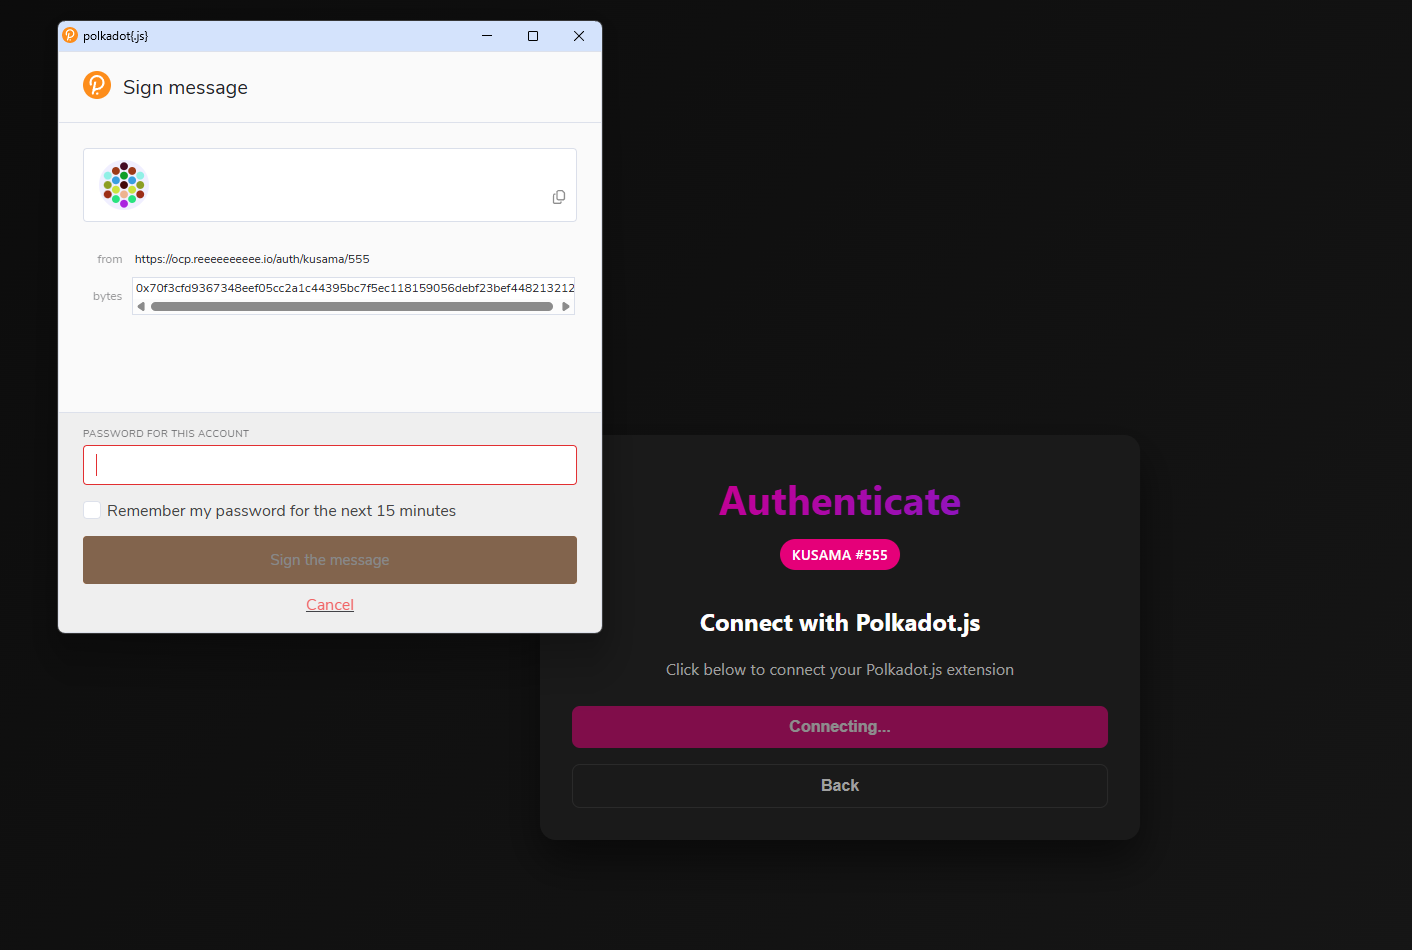 polkadot{.js}
Sign message
from https://ocp.reeeeeeeeee.io/auth/kusama/555
bytes 0x70f3cfd9367348eef05cc2a1c44395bc7f5ec118159056debf23bef448213212
PASSWORD FOR THIS ACCOUNT
Remember my password for the next 15 minutes
Sign the message
Cancel
Authenticate
KUSAMA #555
Connect with Polkadot.js
Click below to connect your Polkadot.js extension
Connecting...
Back